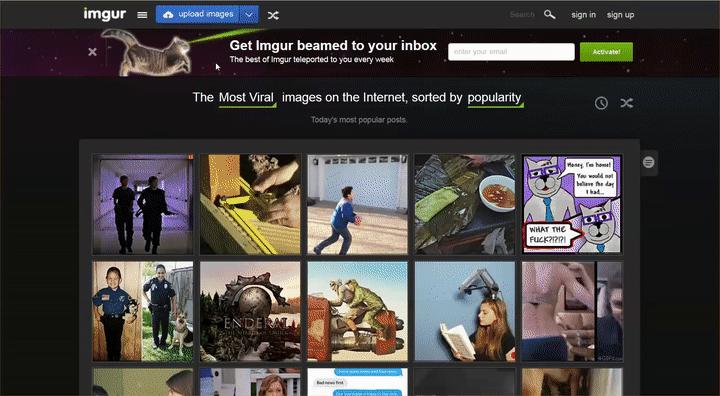 imgur
upload images
Search
sign in
sign up
Get Imgur beamed to your inbox
The best of Imgur teleported to you every week
enter your email
Activate!
The Most Viral images on the Internet, sorted by popularity
Today's most popular posts.
Honey, I'm home!
You would not
believe the day
I had...
WHAT THE
FUCK?!?!?!
ENDERAL
Bad news first